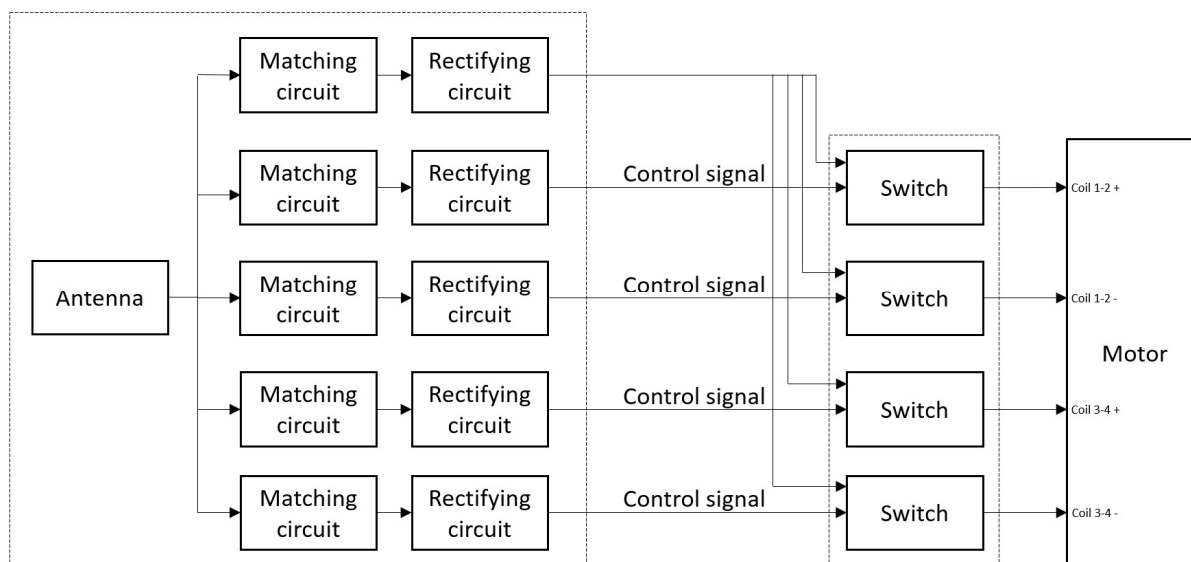 Matching
circuit
Rectifying
circuit
Matching
circuit
Rectifying
circuit
Control signal
Switch
Coil 1-2 +
Antenna
Matching
circuit
Rectifying
circuit
Control signal
Switch
Coil 1-2 -
Motor
Matching
circuit
Rectifying
circuit
Control signal
Switch
Coil 3-4 +
Matching
circuit
Rectifying
circuit
Control signal
Switch
Coil 3-4 -